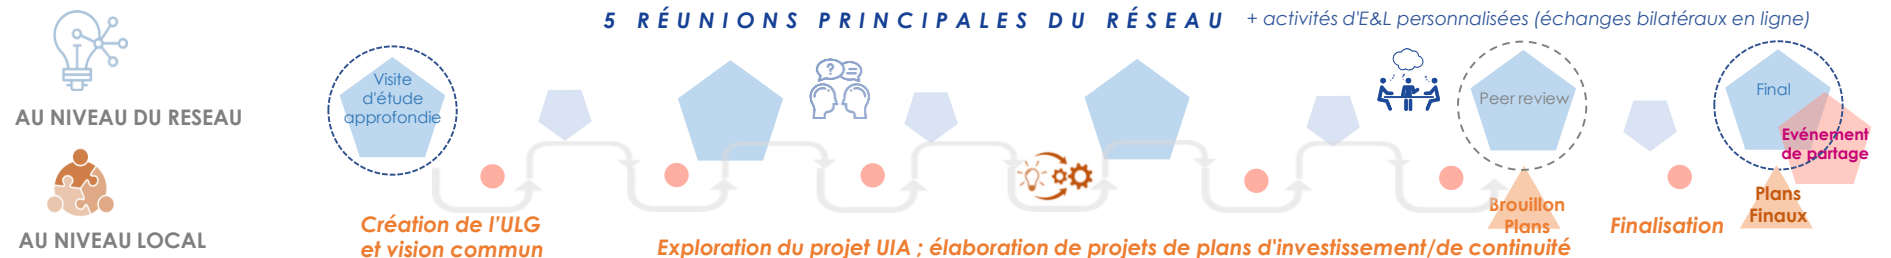 5 RÉUNIONS PRINCIPALES DU RÉSEAU + activités d'E&L personnalisées (échanges bilatéraux en ligne)
AU NIVEAU DU RESEAU
Visite
d'étude
approfondie
Peer review
Final
Evénement
de partage
AU NIVEAU LOCAL
Création de l’ULG
et vision commun
Exploration du projet UIA ; élaboration de projets de plans d'investissement/de continuité
Brouillon
Plans
Finalisation
Plans
Finaux